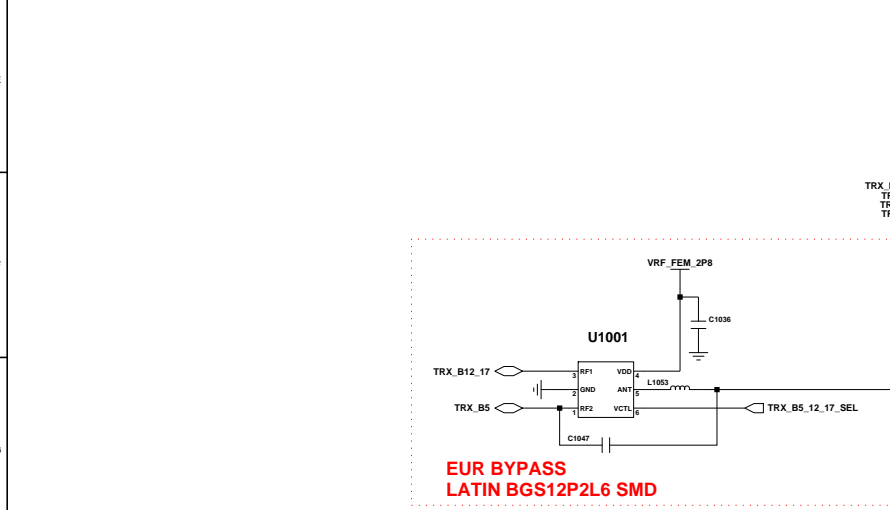 VRF_FEM_2P8
C1036
U1001
TRX_B12_17
3
RF1
VDD
4
L1053
GND
2
ANT
5
TRX_B5
1
RF2
VCTL
6
TRX_B5_12_17_SEL
C1047
EUR BYPASS
LATIN BGS12P2L6 SMD